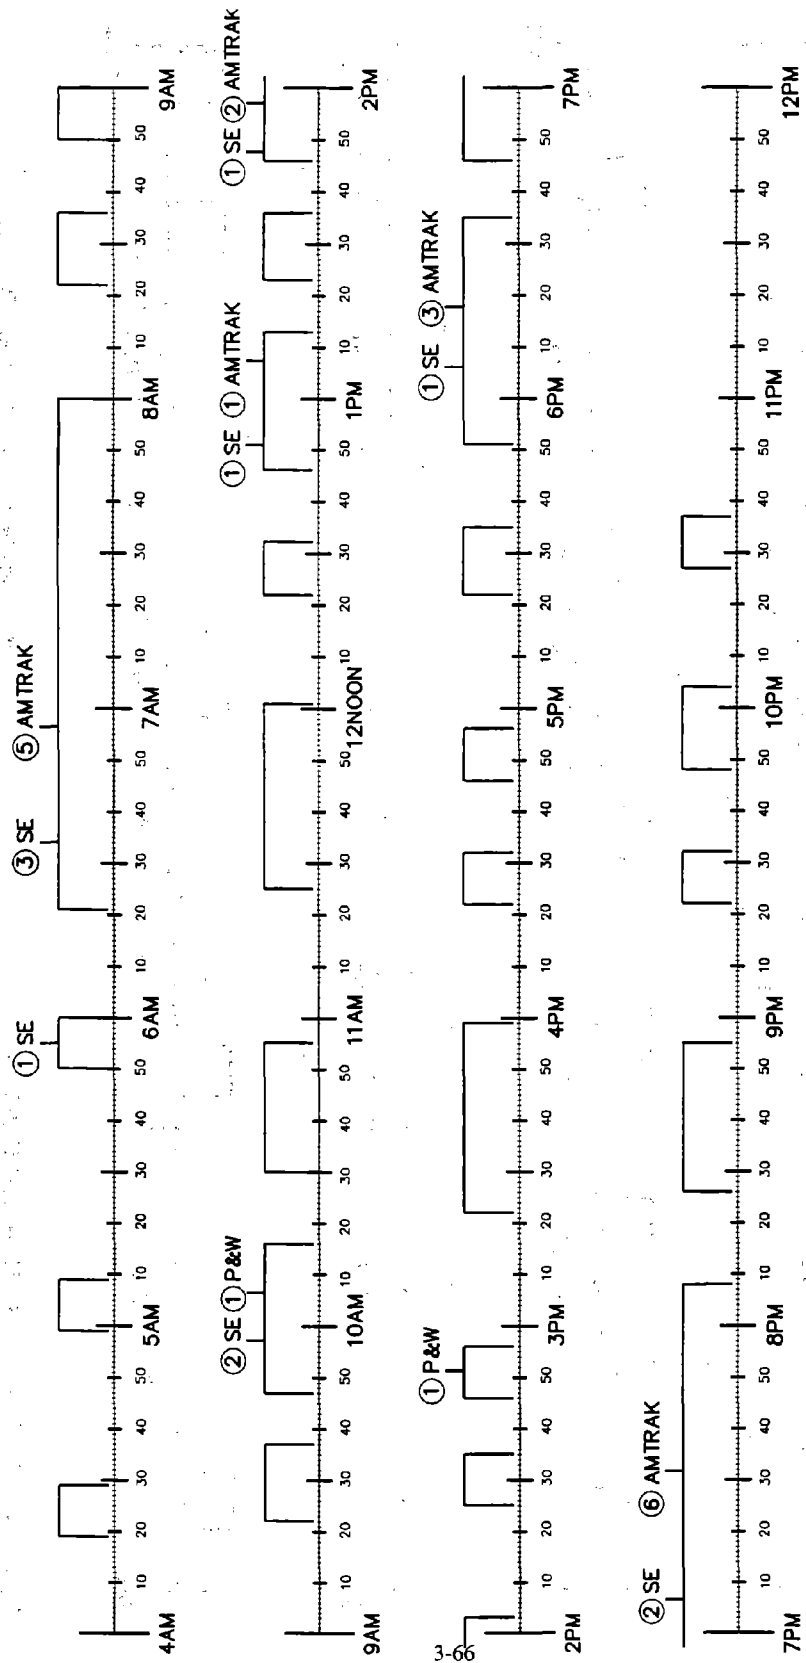 ① SE ③ SE ⑤ AMTRAK
4AM 10 20 30 40 50 5AM 10 20 30 40 50 6AM 10 20 30 40 50 7AM 10 20 30 40 50 8AM 10 20 30 40 50 9AM
② SE ① P&W ① SE ① AMTRAK ① SE ② AMTRAK
9AM 10 20 30 40 50 10AM 10 20 30 40 50 11AM 10 20 30 40 50 12NOON 10 20 30 40 50 1PM 10 20 30 40 50 2PM
① P&W ① SE ③ AMTRAK
2PM 10 20 30 40 50 3PM 10 20 30 40 50 4PM 10 20 30 40 50 5PM 10 20 30 40 50 6PM 10 20 30 40 50 7PM
② SE ⑥ AMTRAK
7PM 10 20 30 40 50 8PM 10 20 30 40 50 9PM 10 20 30 40 50 10PM 10 20 30 40 50 11PM 10 20 30 40 50 12PM
3-66